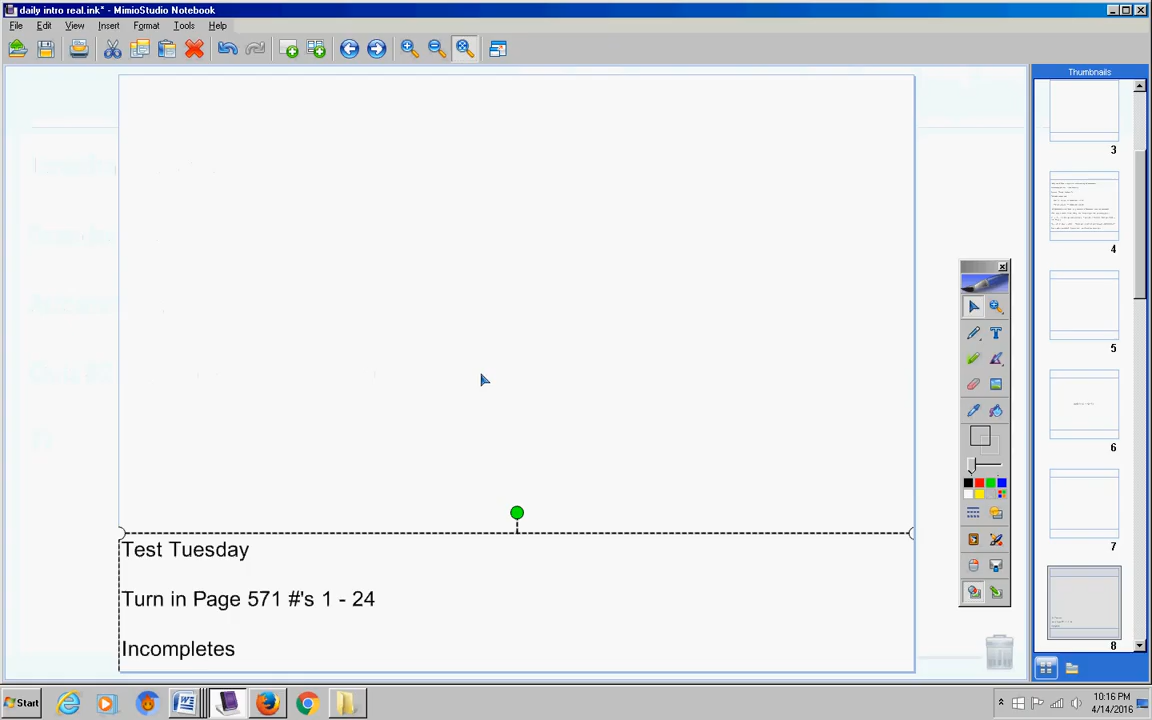 daily intro real.ink* - MimioStudio Notebook
File Edit View Insert Format Tools Help
Thumbnails
3
4
5
6
7
8
Test Tuesday
Turn in Page 571 #'s 1 - 24
Incompletes
Start
10:16 PM
4/14/2016